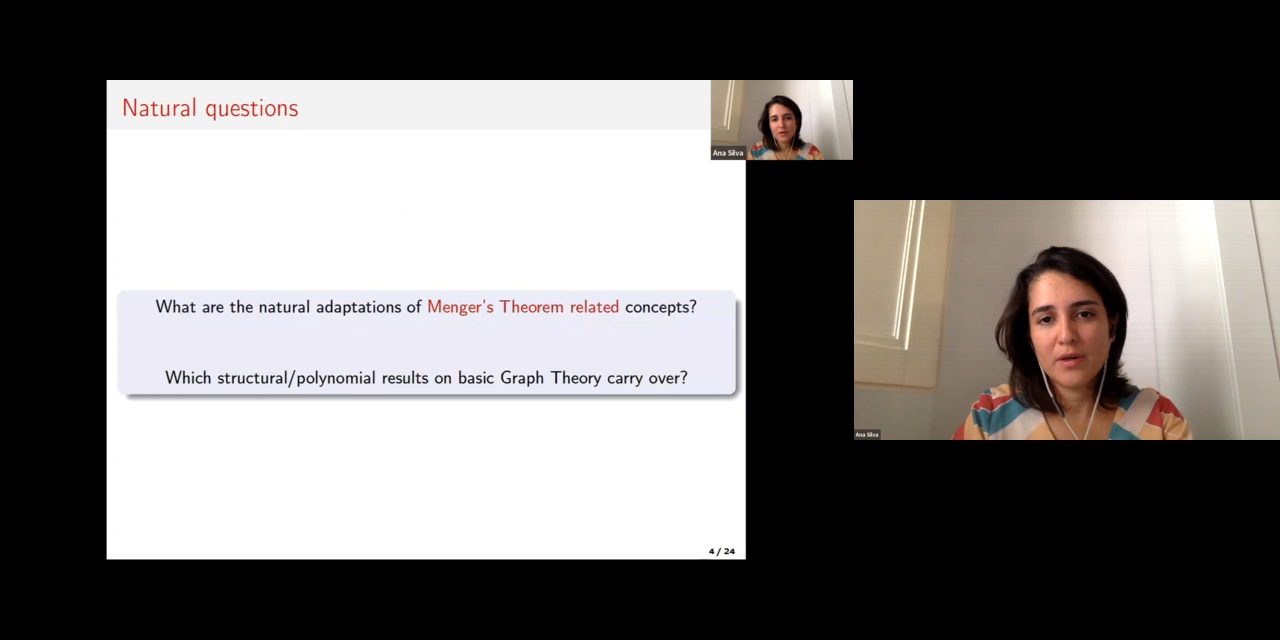 Natural questions
Ana Silva
What are the natural adaptations of Menger's Theorem related concepts?
Which structural/polynomial results on basic Graph Theory carry over?
4 / 24
Ana Silva